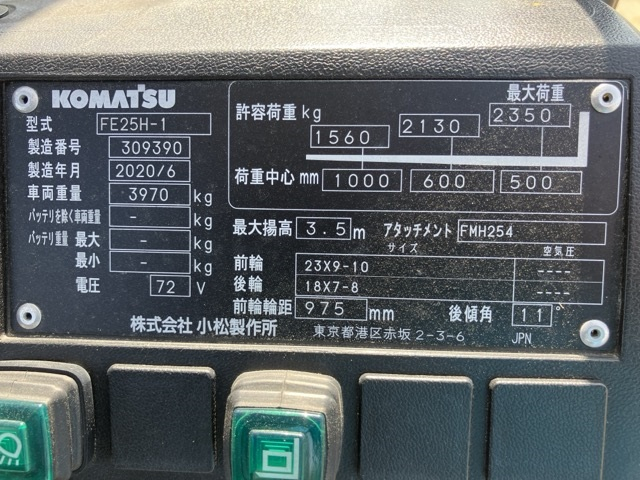 KOMATSU
型式 FE25H-1
製造番号 309390
製造年月 2020/6
車両重量 3970 kg
バッテリを除く車両重量 - kg
バッテリ重量 最大 - kg
最小 - kg
電圧 72 V
最大荷重
許容荷重 kg 1560 2130 2350
荷重中心 mm 1000 600 500
最大揚高 3.5 m アタッチメント FMH254
サイズ 空気圧
前輪 23X9-10 ----
後輪 18X7-8 ----
前輪輪距 975 mm 後傾角 11°
株式会社 小松製作所 東京都港区赤坂2-3-6 JPN